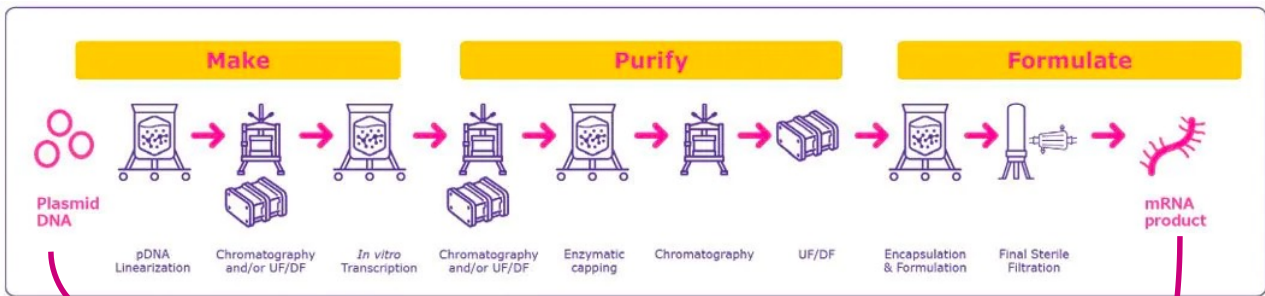 Make
Purify
Formulate
Plasmid
DNA
mRNA
product
pDNA
Linearization
Chromatography
and/or UF/DF
In vitro
Transcription
Chromatography
and/or UF/DF
Enzymatic
capping
Chromatography
UF/DF
Encapsulation
& Formulation
Final Sterile
Filtration